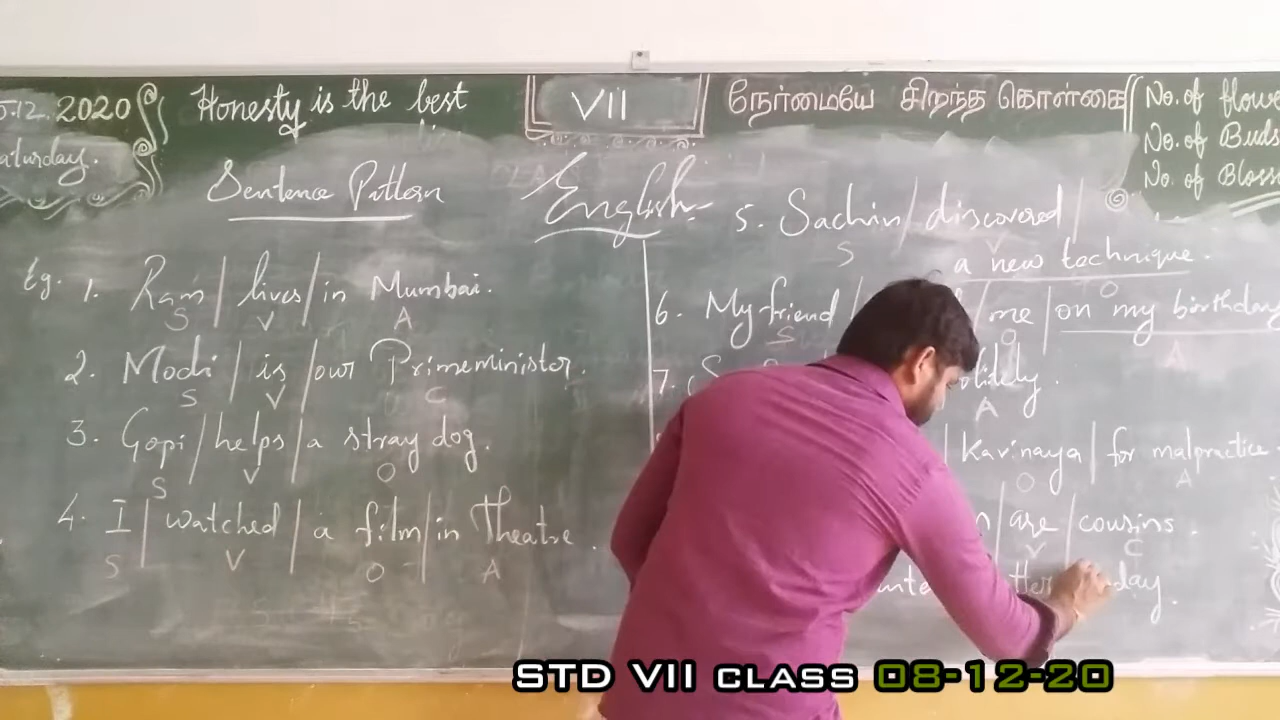 12.2020
Honesty is the best
VII
நேர்மையே சிறந்த கொள்கை
No. of
No. of Buds
No. of
Sentence Pattern
English
Eg. 1. Ram | lives | in Mumbai.
S V A
2. Modi | is | our Primeminister.
S V C
3. Gopi | helps | a stray dog.
S V O
4. I | watched | a film | in Theatre.
S V O A
5. Sachin | discovered |
S V
a new technique.
O
6. My friend | me | on my birthday
S O A
7.
A
| Kavinaya | for malpractice.
O A
| are | cousins.
V C
day.
STD VII CLASS 08-12-20